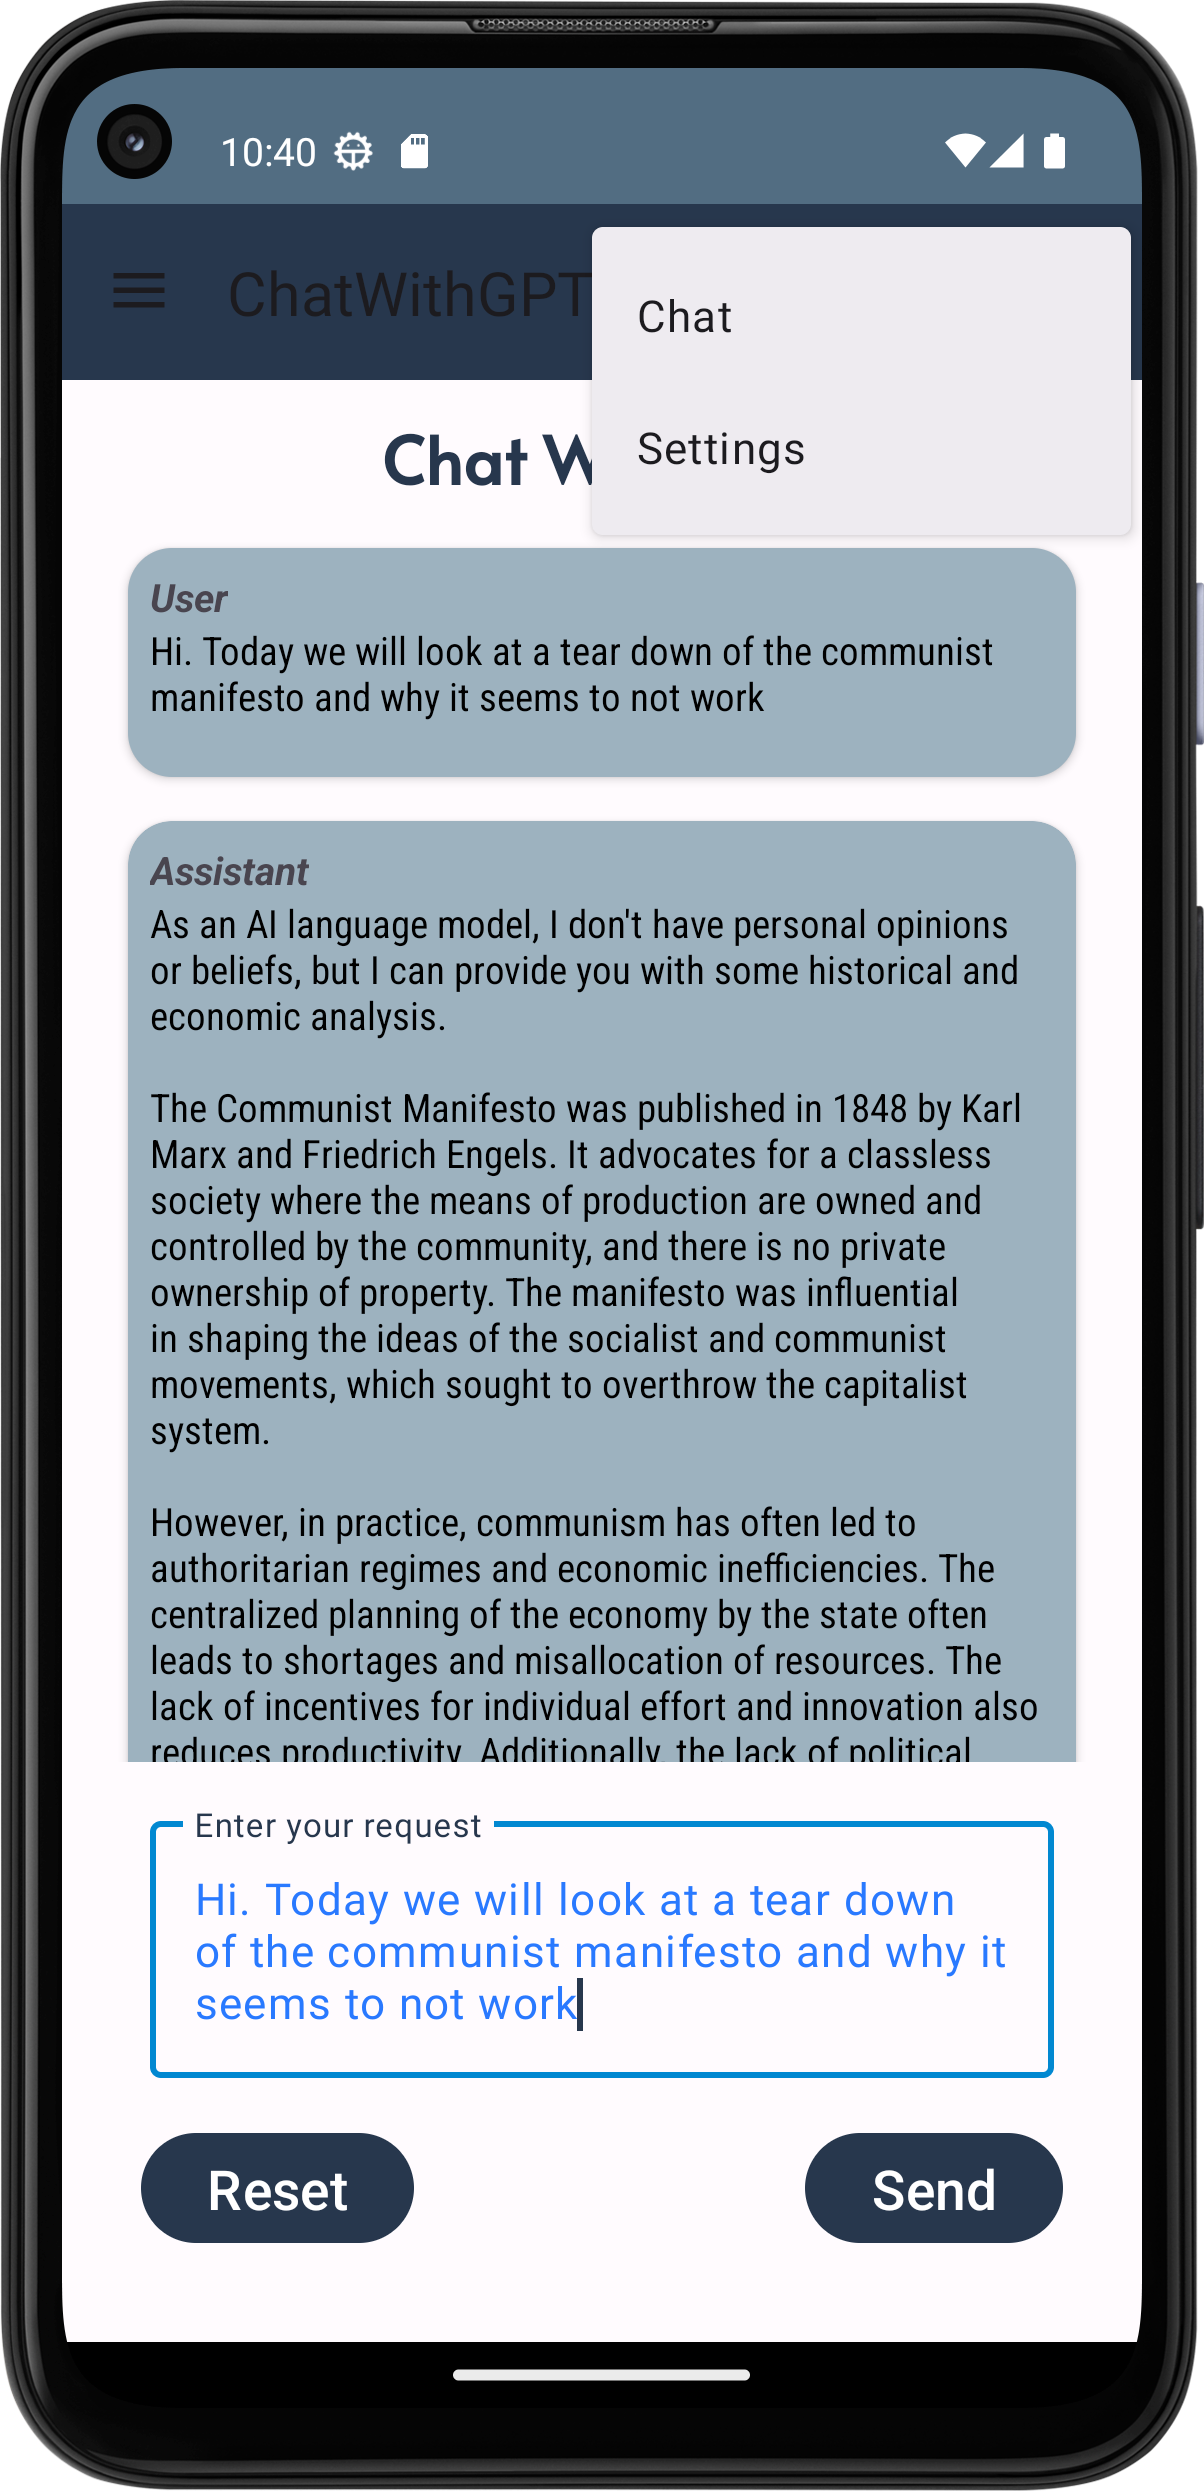 10:40
ChatWithGPT
Chat
Settings
Chat
User
Hi. Today we will look at a tear down of the communist
manifesto and why it seems to not work
Assistant
As an AI language model, I don't have personal opinions
or beliefs, but I can provide you with some historical and
economic analysis.
The Communist Manifesto was published in 1848 by Karl
Marx and Friedrich Engels. It advocates for a classless
society where the means of production are owned and
controlled by the community, and there is no private
ownership of property. The manifesto was influential
in shaping the ideas of the socialist and communist
movements, which sought to overthrow the capitalist
system.
However, in practice, communism has often led to
authoritarian regimes and economic inefficiencies. The
centralized planning of the economy by the state often
leads to shortages and misallocation of resources. The
lack of incentives for individual effort and innovation also
reduces productivity. Additionally, the lack of political
Enter your request
Hi. Today we will look at a tear down
of the communist manifesto and why it
seems to not work
Reset
Send